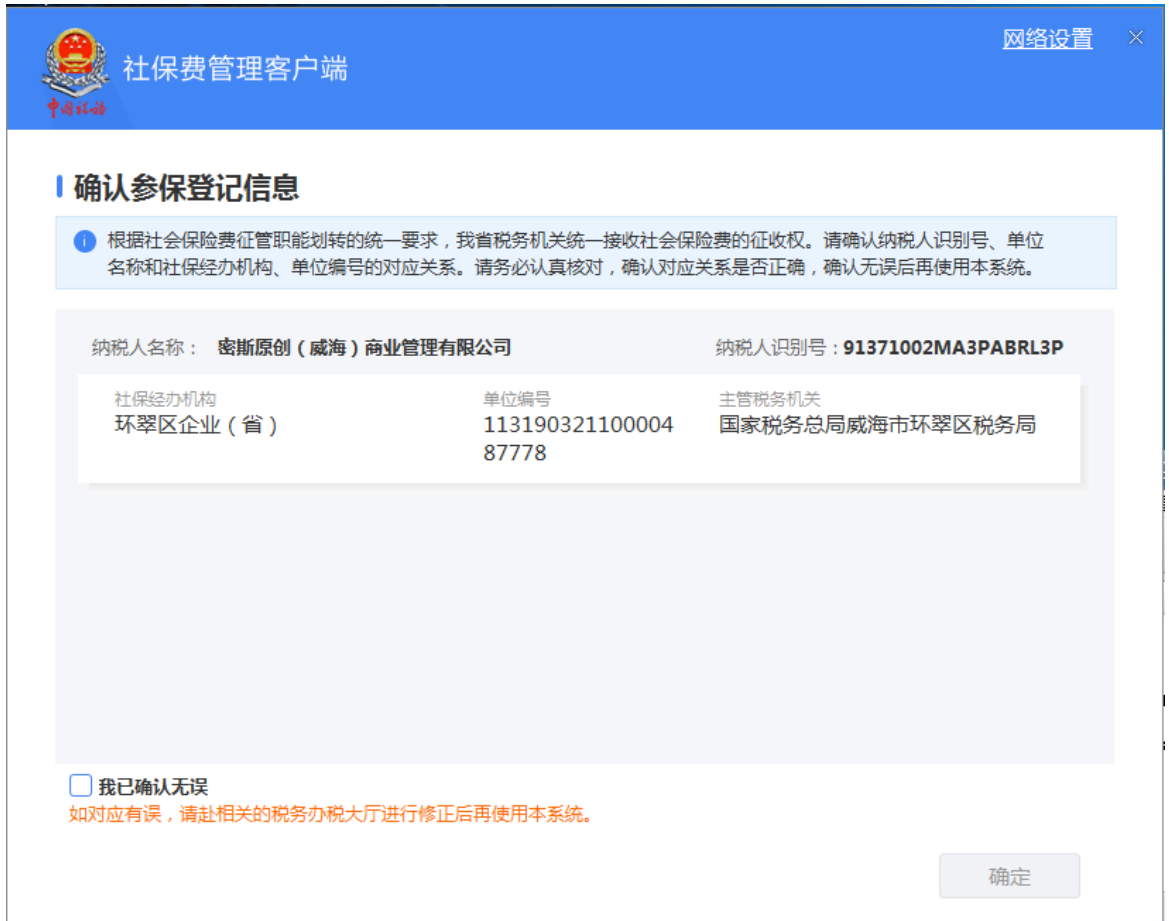 网络设置
社保费管理客户端
中国税务
确认参保登记信息
根据社会保险费征管职能划转的统一要求，我省税务机关统一接收社会保险费的征收权。请确认纳税人识别号、单位
名称和社保经办机构、单位编号的对应关系。请务必认真核对，确认对应关系是否正确，确认无误后再使用本系统。
纳税人名称： 密斯原创（威海）商业管理有限公司 纳税人识别号：91371002MA3PABRL3P
社保经办机构 单位编号 主管税务机关
环翠区企业（省） 113190321100004 国家税务总局威海市环翠区税务局
87778
我已确认无误
如对应有误，请赴相关的税务办税大厅进行修正后再使用本系统。
确定